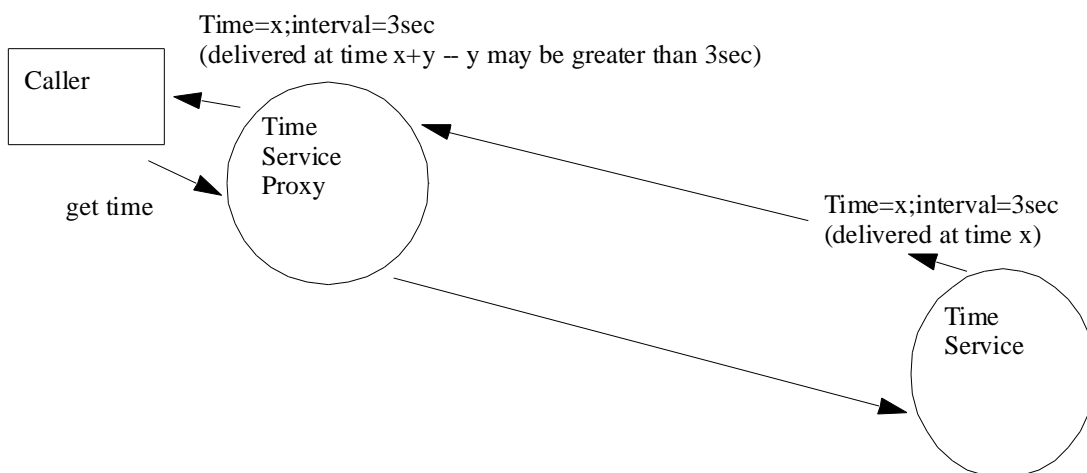 Time=x;interval=3sec
(delivered at time x+y -- y may be greater than 3sec)
Caller
Time
Service
Proxy
get time
Time=x;interval=3sec
(delivered at time x)
Time
Service